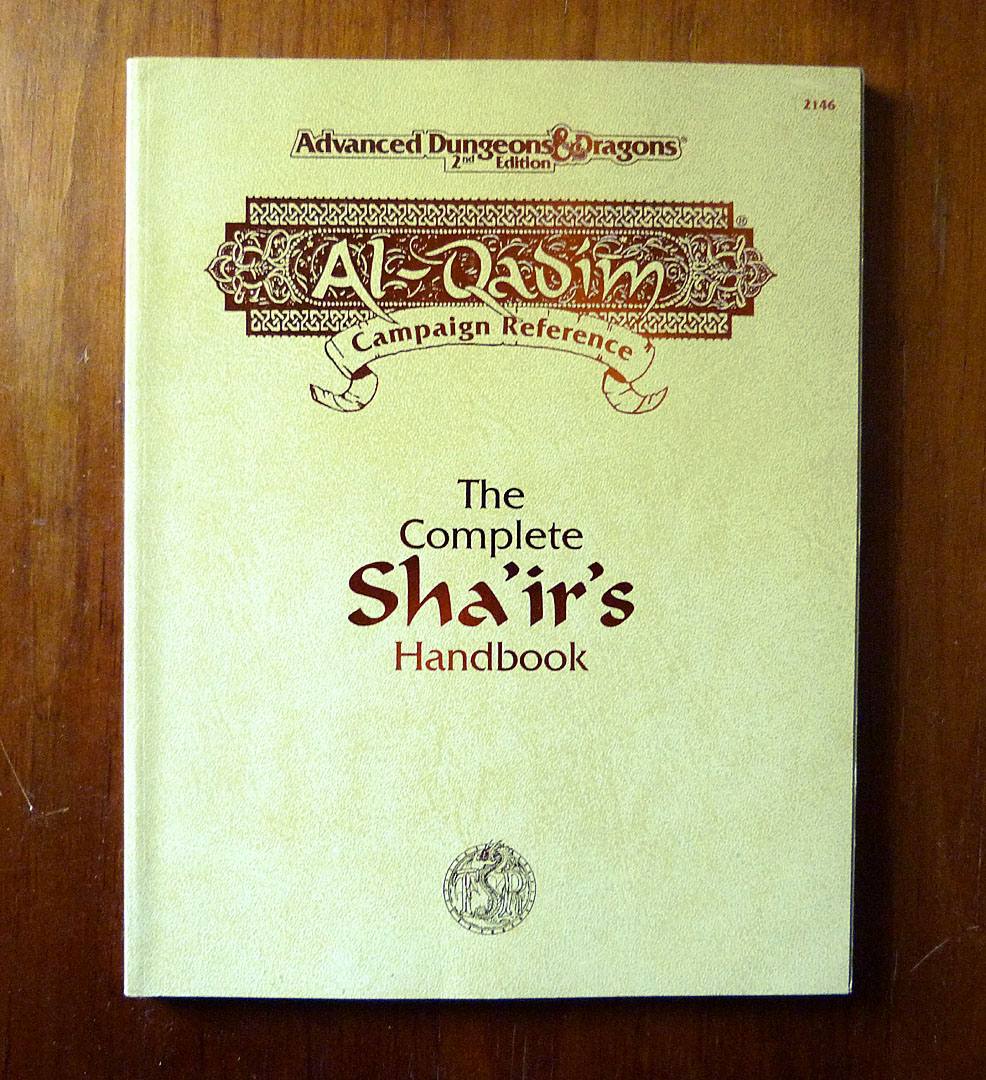 2146
Advanced Dungeons & Dragons®
2nd Edition
Al-Qadim®
Campaign Reference
The
Complete
Sha'ir's
Handbook
TSR